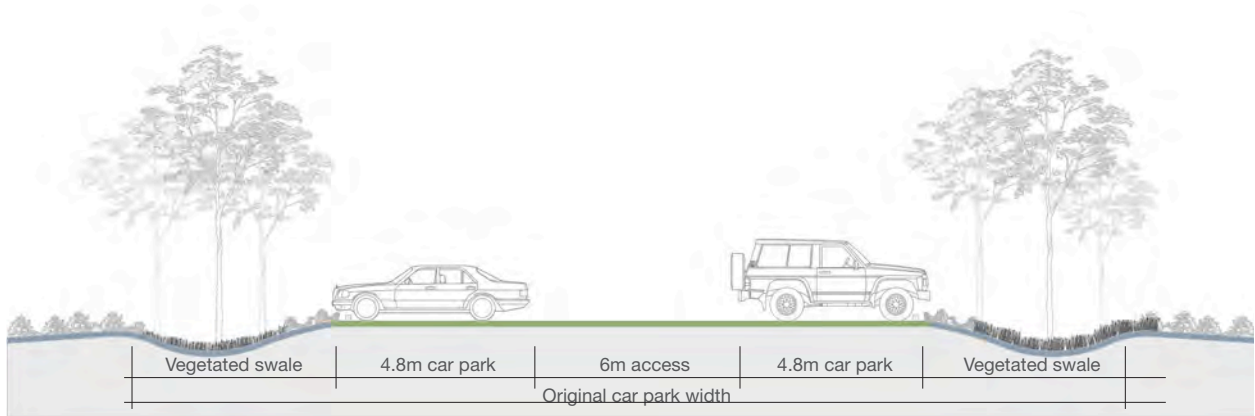 Vegetated swale 4.8m car park 6m access 4.8m car park Vegetated swale
Original car park width